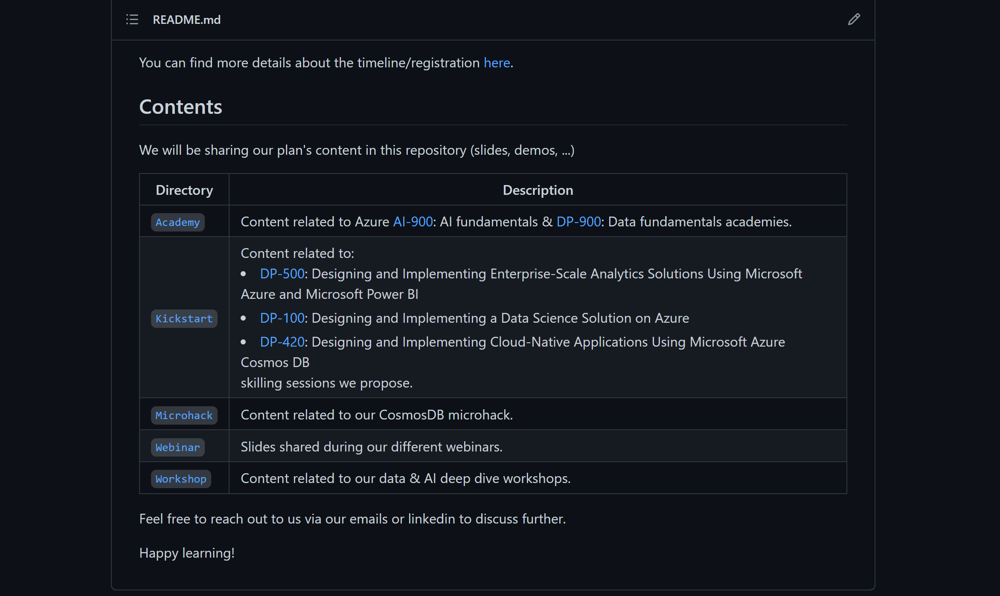 README.md
You can find more details about the timeline/registration here.
Contents
We will be sharing our plan's content in this repository (slides, demos, ...)
Directory Description
Academy Content related to Azure AI-900: AI fundamentals & DP-900: Data fundamentals academies.
Content related to:
• DP-500: Designing and Implementing Enterprise-Scale Analytics Solutions Using Microsoft
Azure and Microsoft Power BI
Kickstart • DP-100: Designing and Implementing a Data Science Solution on Azure
• DP-420: Designing and Implementing Cloud-Native Applications Using Microsoft Azure
Cosmos DB
skilling sessions we propose.
Microhack Content related to our CosmosDB microhack.
Webinar Slides shared during our different webinars.
Workshop Content related to our data & AI deep dive workshops.
Feel free to reach out to us via our emails or linkedin to discuss further.
Happy learning!